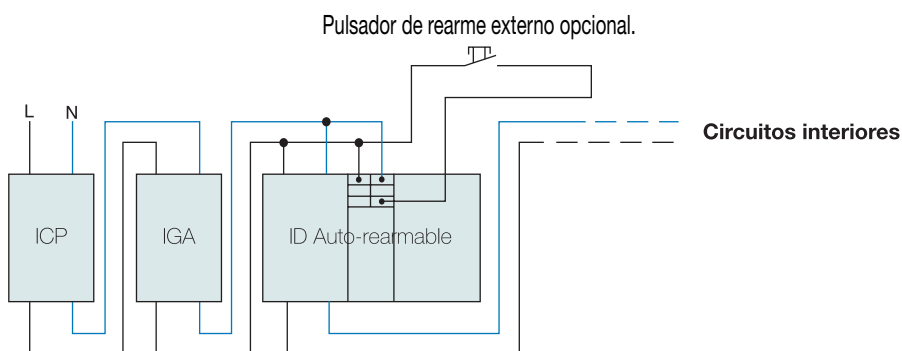 Pulsador de rearme externo opcional.
L N
Circuitos interiores
ICP IGA ID Auto-rearmable